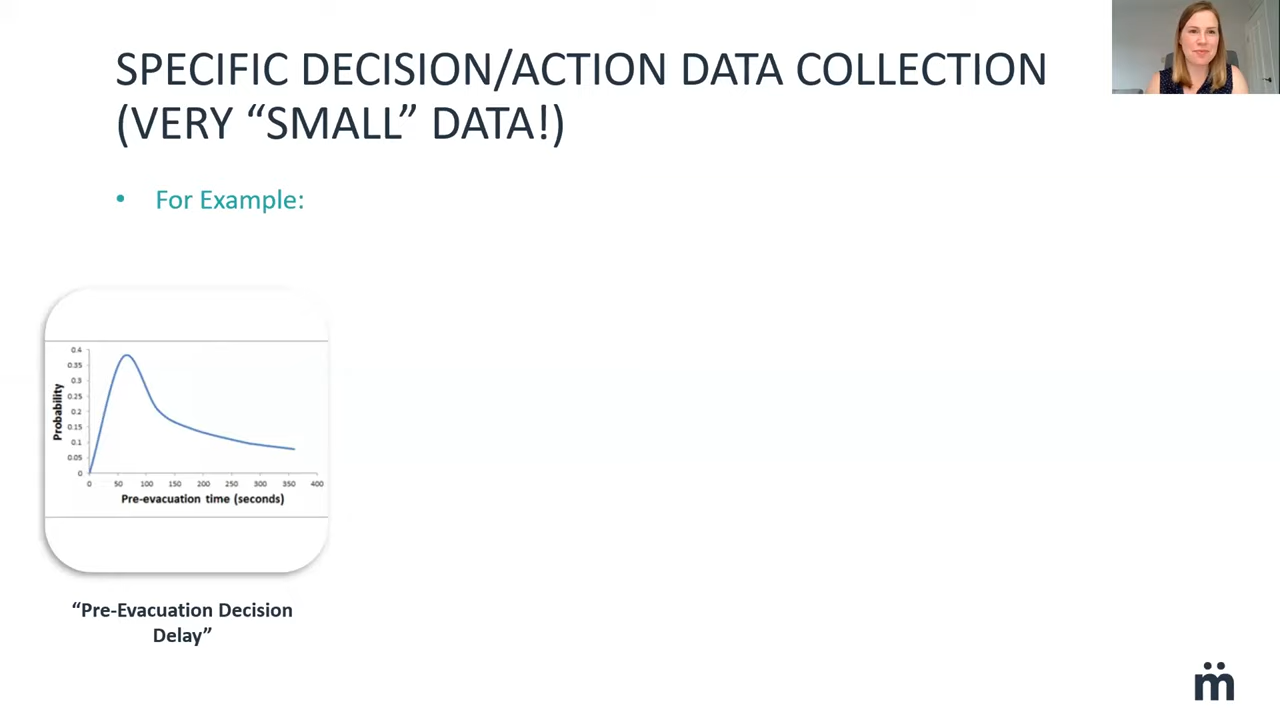 SPECIFIC DECISION/ACTION DATA COLLECTION
(VERY “SMALL” DATA!)
• For Example:
0.4
0.35
0.3
0.25
0.2
0.15
0.1
0.05
0
Probability
0 50 100 150 200 250 300 350 400
Pre-evacuation time (seconds)
“Pre-Evacuation Decision
Delay”
m̈